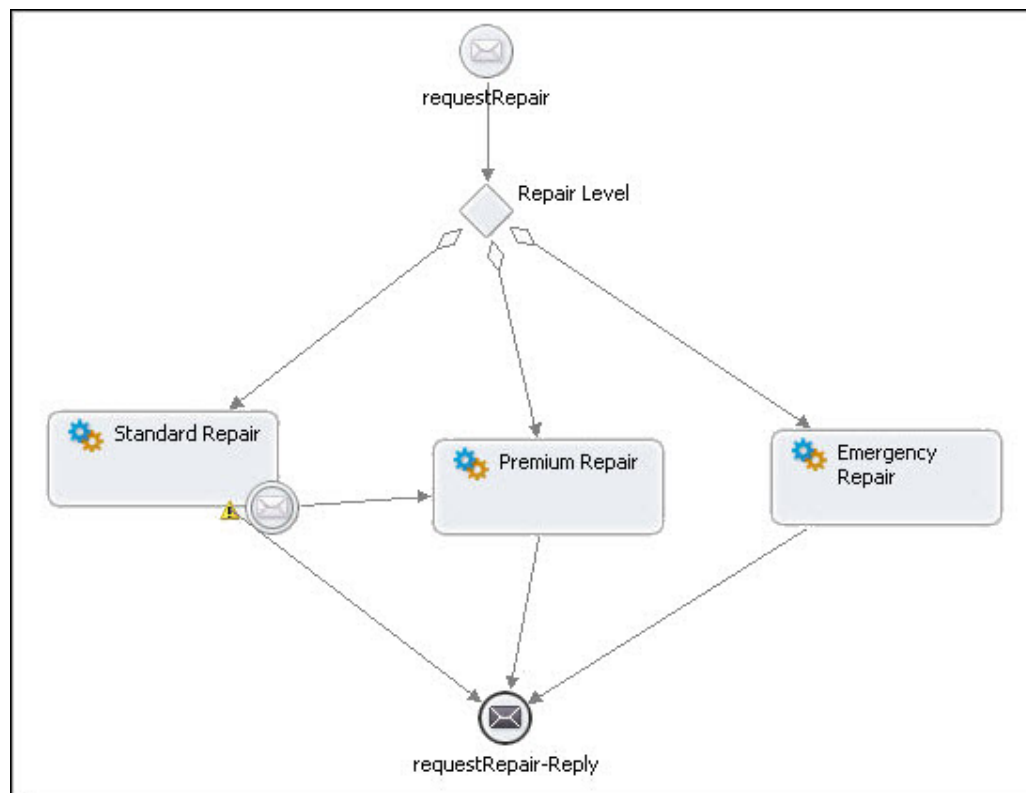 requestRepair
Repair Level
Standard Repair
Premium Repair
Emergency
Repair
requestRepair-Reply